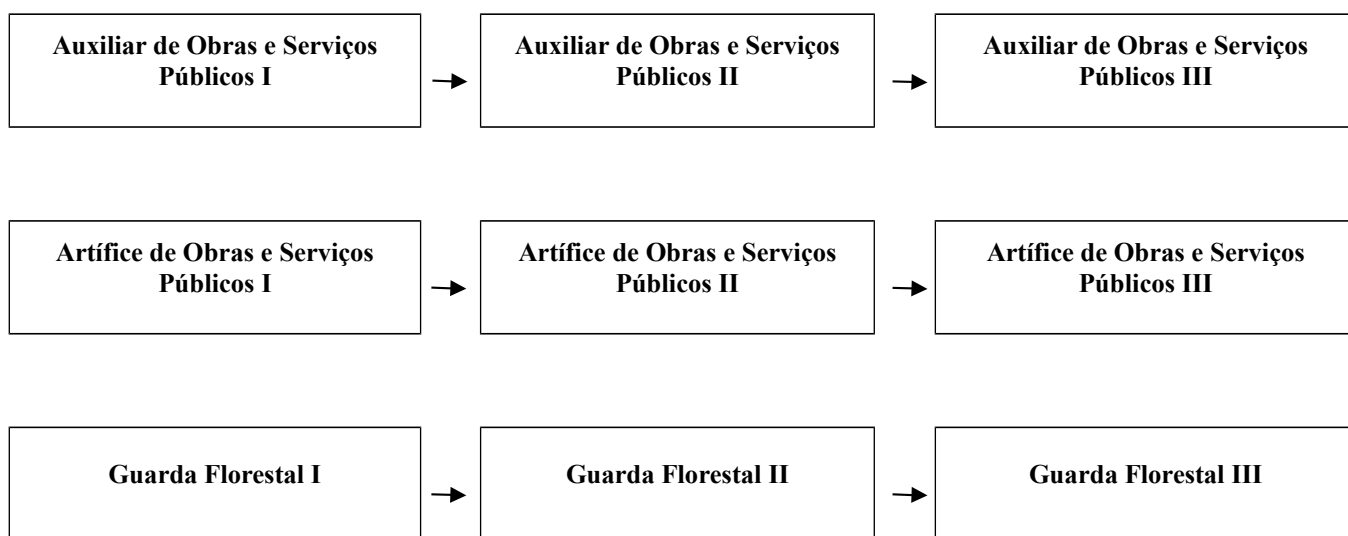 Auxiliar de Obras e Serviços
Públicos I
Auxiliar de Obras e Serviços
Públicos II
Auxiliar de Obras e Serviços
Públicos III
Artífice de Obras e Serviços
Públicos I
Artífice de Obras e Serviços
Públicos II
Artífice de Obras e Serviços
Públicos III
Guarda Florestal I
Guarda Florestal II
Guarda Florestal III